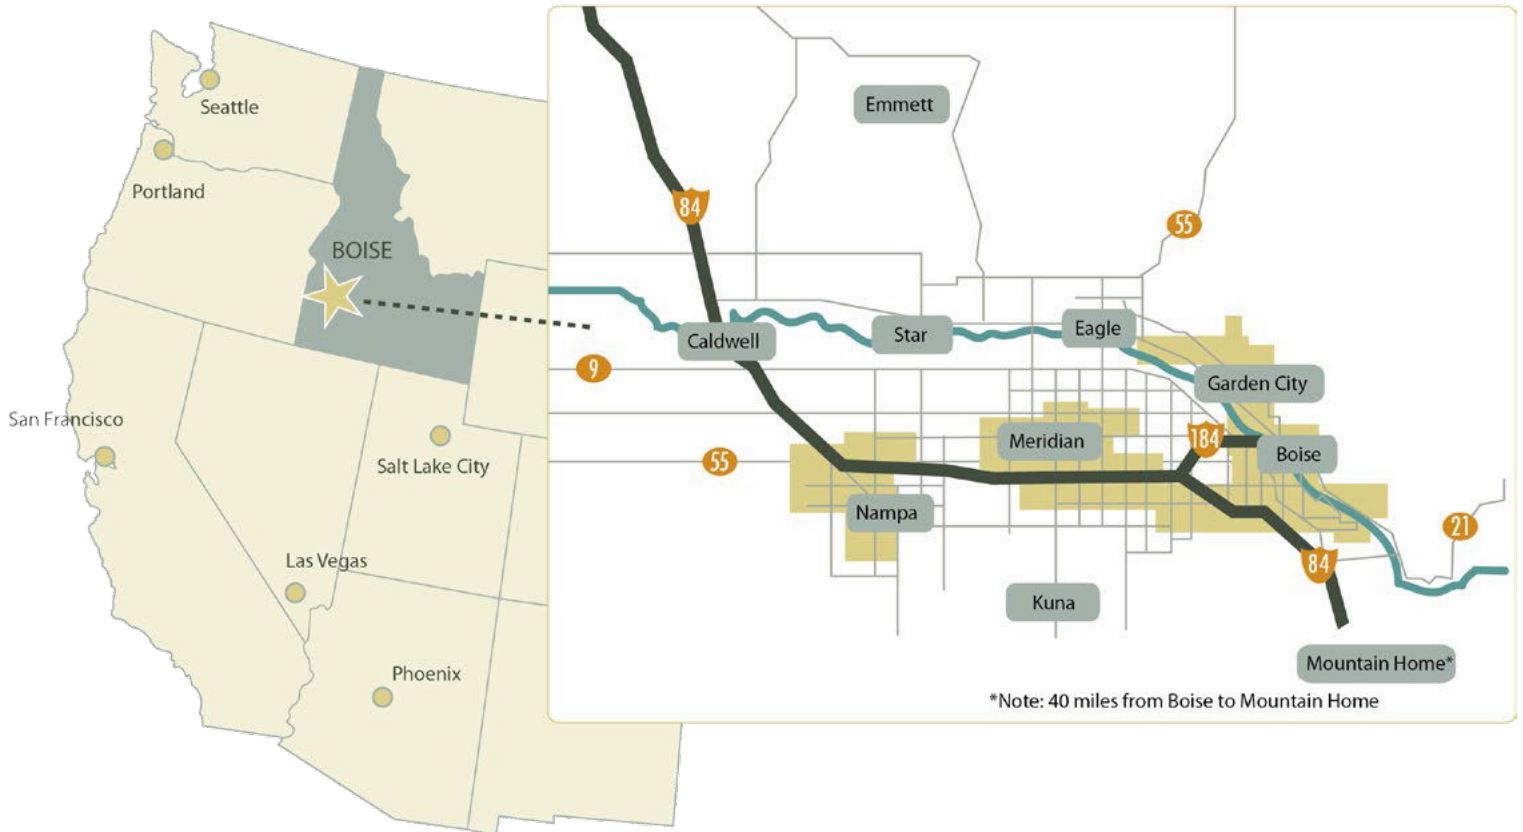 Seattle
Portland
BOISE
San Francisco
Salt Lake City
Las Vegas
Phoenix
Emmett
84
55
Caldwell
Star
Eagle
9
Garden City
Meridian
184
Boise
55
Nampa
21
84
Kuna
Mountain Home*
*Note: 40 miles from Boise to Mountain Home